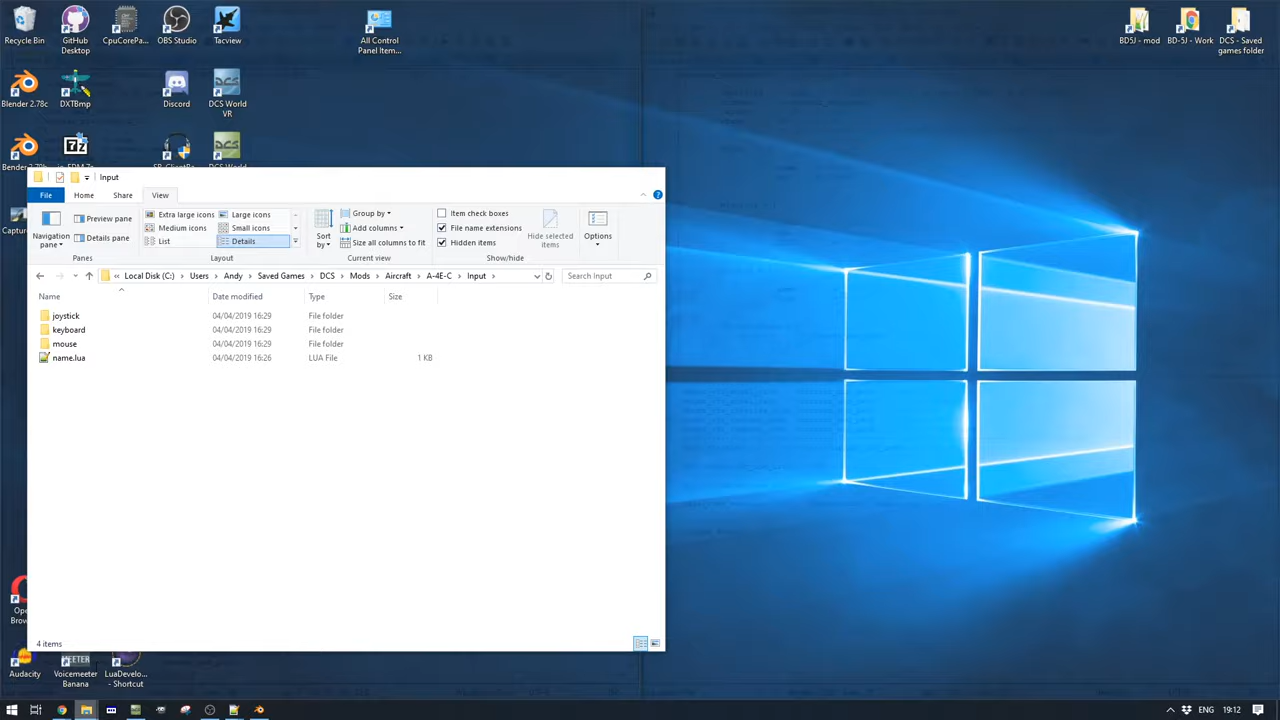 Recycle Bin
GitHub Desktop
CpuCorePa...
OBS Studio
Tacview
All Control Panel Item...
BD5J - mod
BD-5J - Work
DCS - Saved games folder
Blender 2.78c
DXTBmp
Discord
DCS World VR
Input
File
Home
Share
View
Navigation pane
Preview pane
Details pane
Panes
Extra large icons
Large icons
Medium icons
Small icons
List
Details
Layout
Sort by
Group by
Add columns
Size all columns to fit
Current view
Item check boxes
File name extensions
Hidden items
Hide selected items
Show/hide
Options
« Local Disk (C:) > Users > Andy > Saved Games > DCS > Mods > Aircraft > A-4E-C > Input >
Search Input
Name Date modified Type Size
joystick 04/04/2019 16:29 File folder
keyboard 04/04/2019 16:29 File folder
mouse 04/04/2019 16:29 File folder
name.lua 04/04/2019 16:26 LUA File 1 KB
4 items
Audacity
Voicemeeter Banana
LuaDevelo... - Shortcut
ENG
19:12